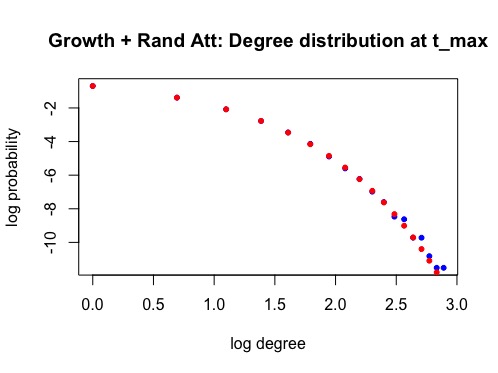 Growth + Rand Att: Degree distribution at t_max
log probability
-2
-4
-6
-8
-10
0.0 0.5 1.0 1.5 2.0 2.5 3.0
log degree